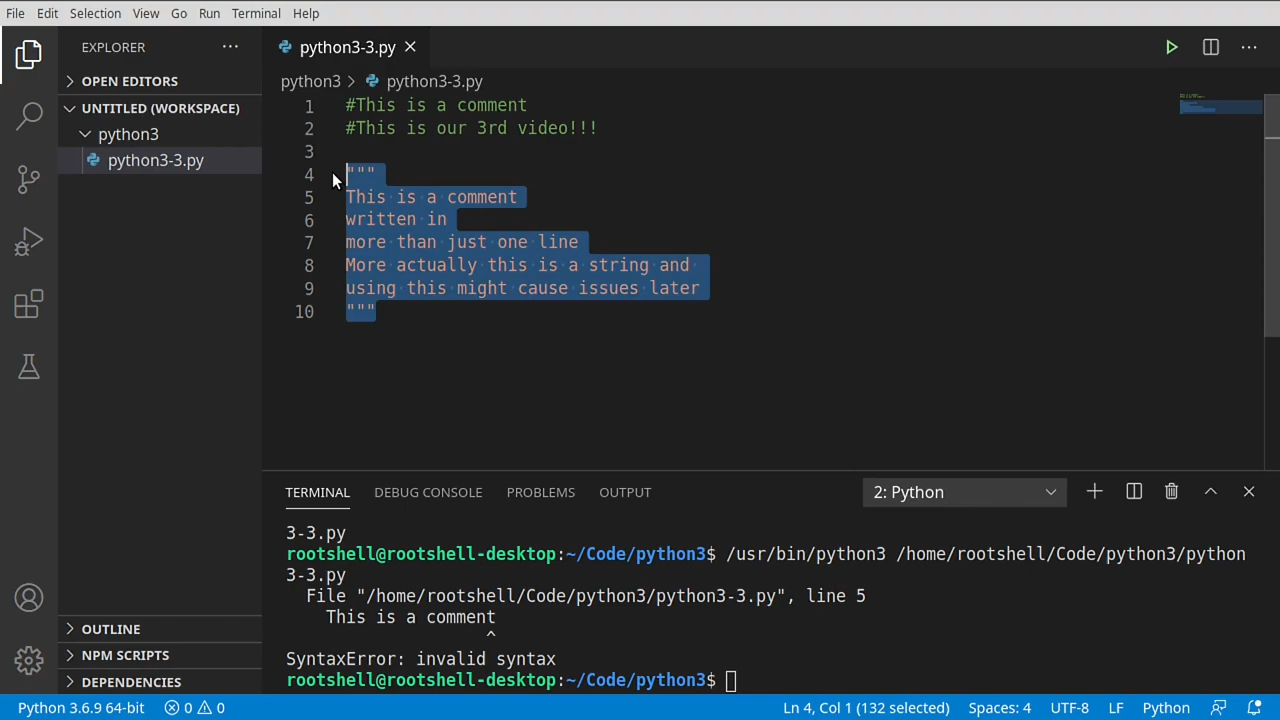 File Edit Selection View Go Run Terminal Help
EXPLORER
OPEN EDITORS
UNTITLED (WORKSPACE)
python3
python3-3.py
OUTLINE
NPM SCRIPTS
DEPENDENCIES
python3-3.py
python3 > python3-3.py
1 #This is a comment
2 #This is our 3rd video!!!
3
4 """
5 This is a comment
6 written in
7 more than just one line
8 More actually this is a string and
9 using this might cause issues later
10 """
TERMINAL DEBUG CONSOLE PROBLEMS OUTPUT 2: Python
3-3.py
rootshell@rootshell-desktop:~/Code/python3$ /usr/bin/python3 /home/rootshell/Code/python3/python
3-3.py
File "/home/rootshell/Code/python3/python3-3.py", line 5
This is a comment
^
SyntaxError: invalid syntax
rootshell@rootshell-desktop:~/Code/python3$
Python 3.6.9 64-bit 0 0 Ln 4, Col 1 (132 selected) Spaces: 4 UTF-8 LF Python